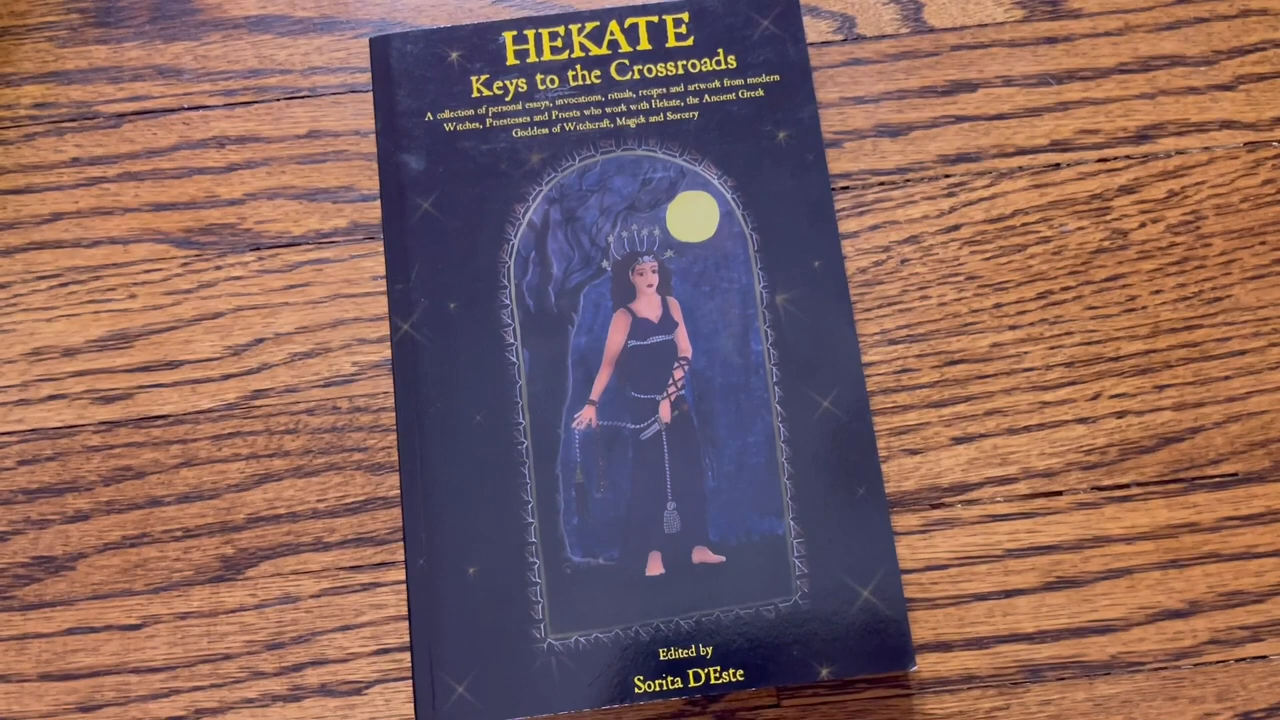 HEKATE
Keys to the Crossroads
A collection of personal essays, invocations, rituals, recipes and artwork from modern
Witches, Priestesses and Priests who work with Hekate, the Ancient Greek
Goddess of Witchcraft, Magick and Sorcery
Edited by
Sorita D'Este